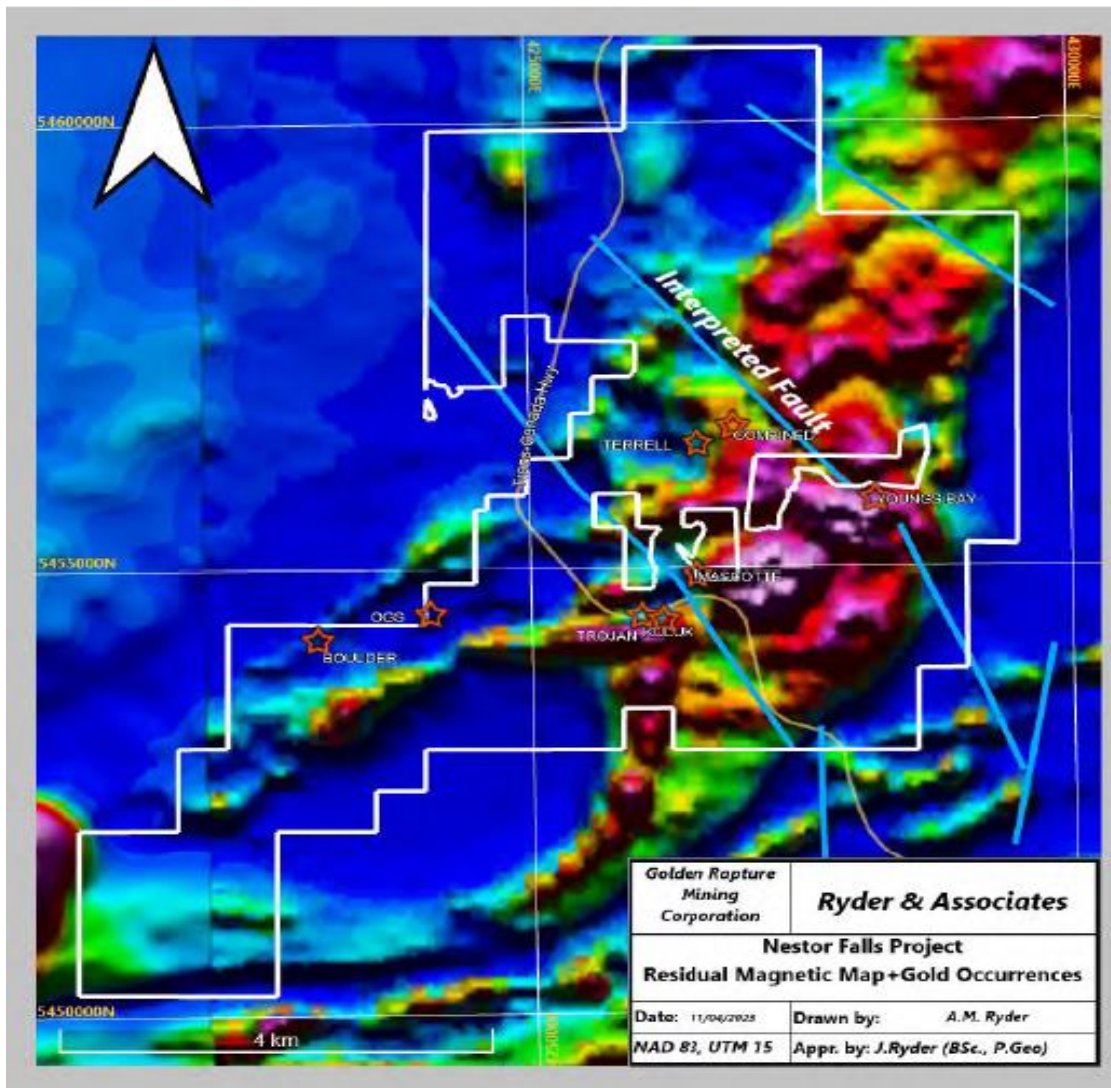 425000E
430000E
5460000N
Interpreted Fault
Trans-Canada Hwy
COMBINED
TERRELL
YOUNGS BAY
5455000N
MASCOTTE
OGS
TROJAN
KULUK
BOULDER
Golden Rapture
Mining
Corporation
Ryder & Associates
Nestor Falls Project
Residual Magnetic Map+Gold Occurrences
5450000N
4 km
Date: 11/04/2023
Drawn by: A.M. Ryder
NAD 83, UTM 15
Appr. by: J.Ryder (BSc., P.Geo)